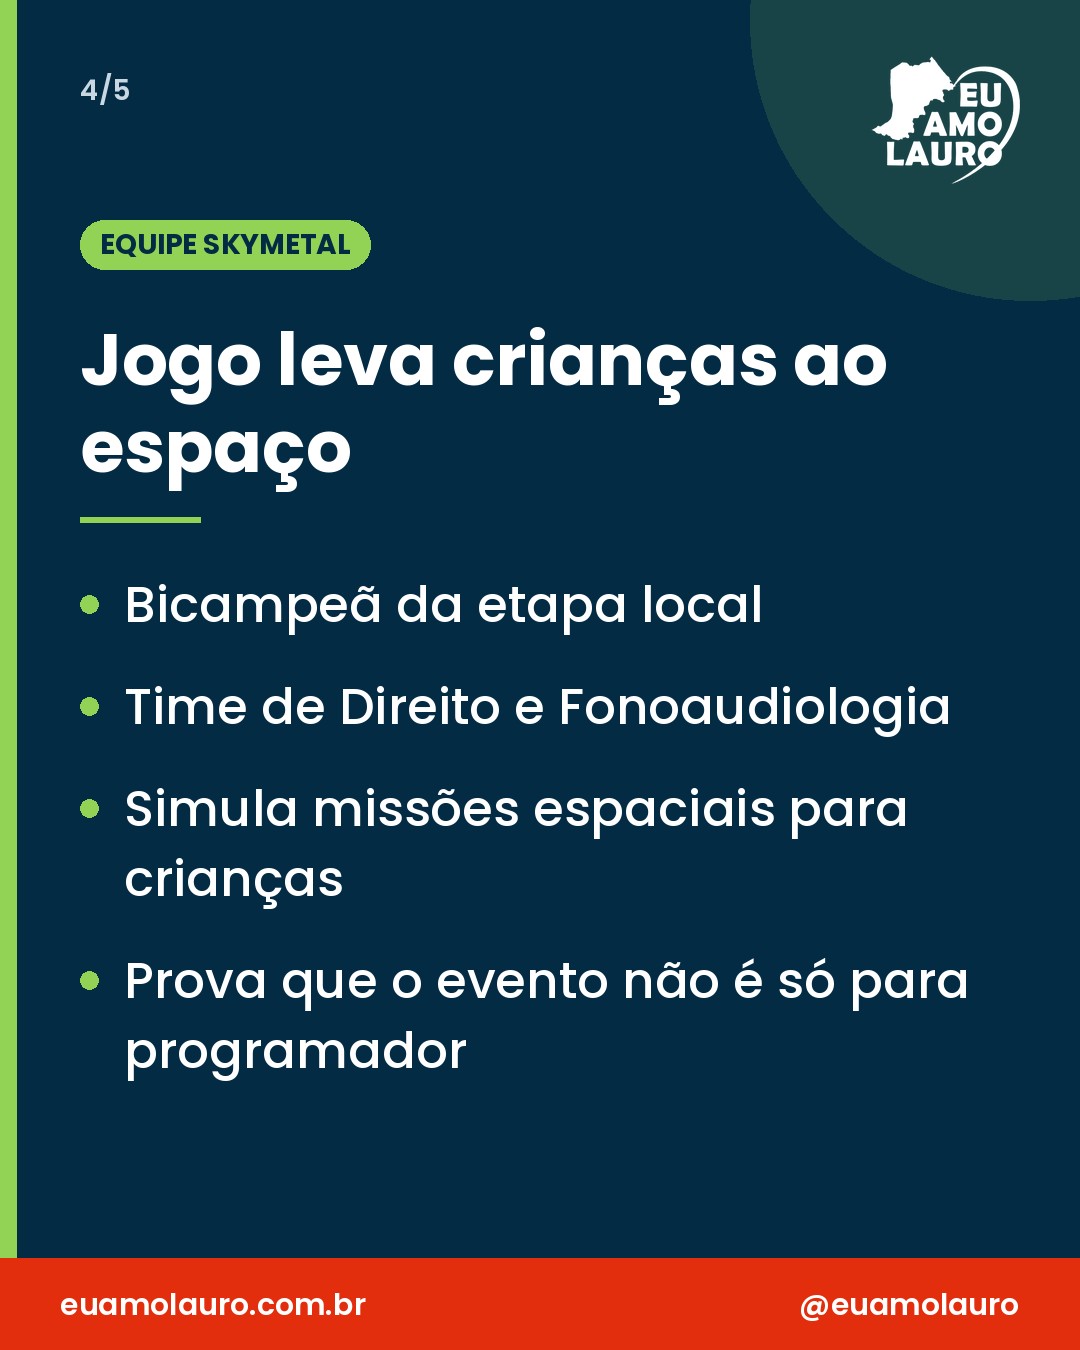 4/5
EU
AMO
LAURO
EQUIPE SKYMETAL
Jogo leva crianças ao
espaço
Bicampeã da etapa local
Time de Direito e Fonoaudiologia
Simula missões espaciais para
crianças
Prova que o evento não é só para
programador
euamolauro.com.br
@euamolauro